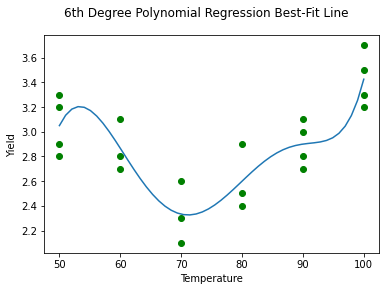 6th Degree Polynomial Regression Best-Fit Line
Yield
3.6
3.4
3.2
3.0
2.8
2.6
2.4
2.2
50 60 70 80 90 100
Temperature